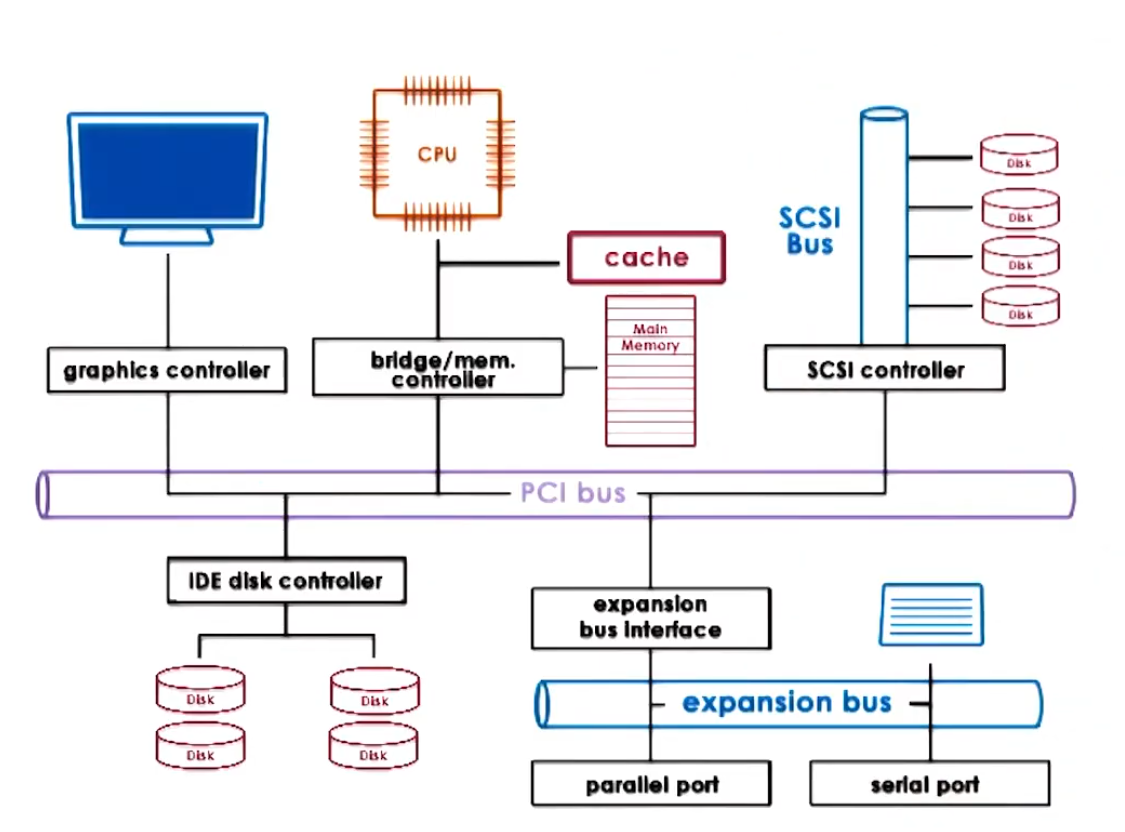 CPU
SCSI
Bus
Disk
Disk
Disk
Disk
cache
Main
Memory
graphics controller
bridge/mem.
controller
SCSI controller
PCI bus
IDE disk controller
expansion
bus interface
Disk
Disk
Disk
Disk
expansion bus
parallel port
serial port